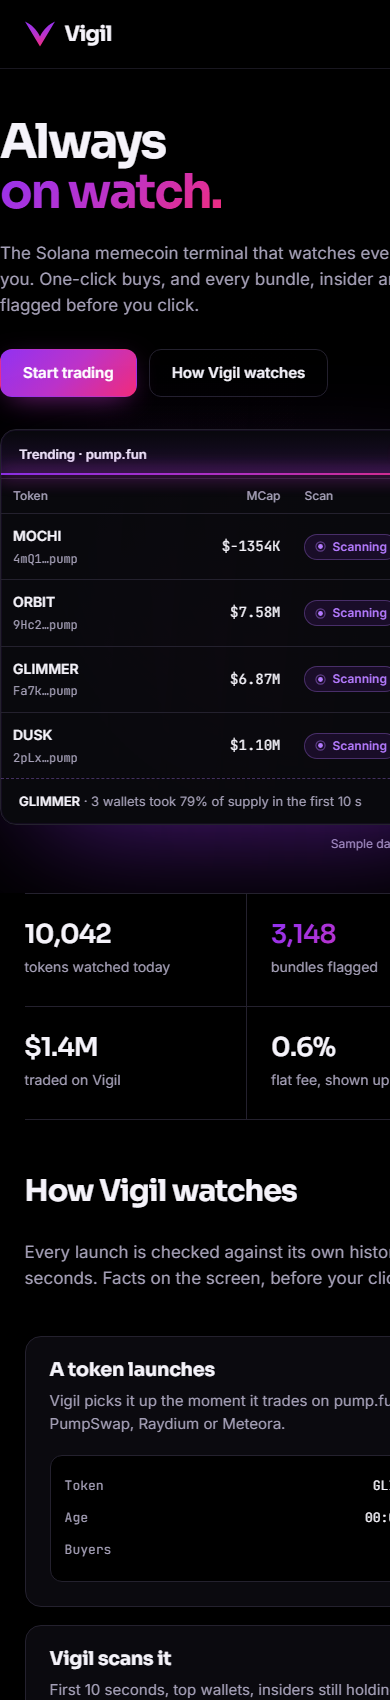 Vigil
Always
on watch.
The Solana memecoin terminal that watches eve
you. One-click buys, and every bundle, insider a
flagged before you click.
Start trading
How Vigil watches
Trending · pump.fun
Token MCap Scan
MOCHI
$-1354K Scanning
4mQ1…pump
ORBIT
$7.58M Scanning
9Hc2…pump
GLIMMER
$6.87M Scanning
Fa7k…pump
DUSK
$1.10M Scanning
2pLx…pump
GLIMMER · 3 wallets took 79% of supply in the first 10 s
Sample da
10,042
tokens watched today
3,148
bundles flagged
$1.4M
traded on Vigil
0.6%
flat fee, shown up
How Vigil watches
Every launch is checked against its own histo
seconds. Facts on the screen, before your cli
A token launches
Vigil picks it up the moment it trades on pump.fu
PumpSwap, Raydium or Meteora.
Token GL
Age 00:
Buyers
Vigil scans it
First 10 seconds, top wallets, insiders still holdin